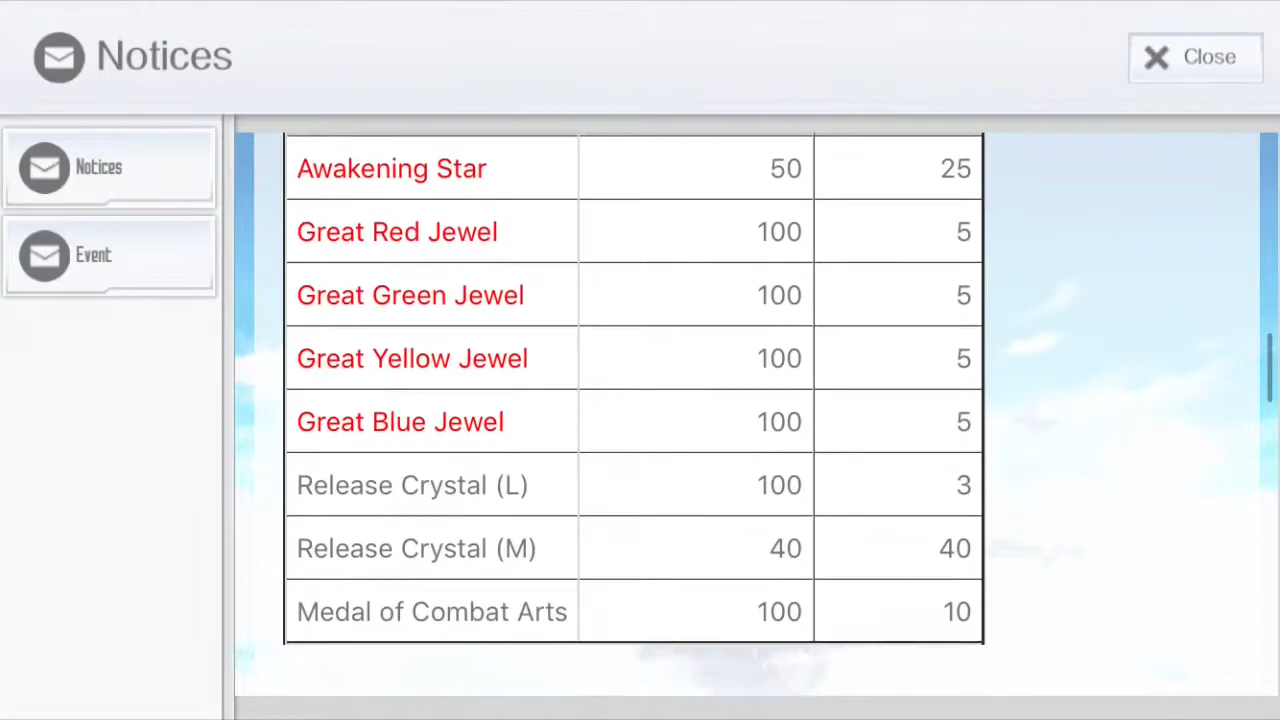 Notices
Close
Notices
Event
Awakening Star 50 25
Great Red Jewel 100 5
Great Green Jewel 100 5
Great Yellow Jewel 100 5
Great Blue Jewel 100 5
Release Crystal (L) 100 3
Release Crystal (M) 40 40
Medal of Combat Arts 100 10